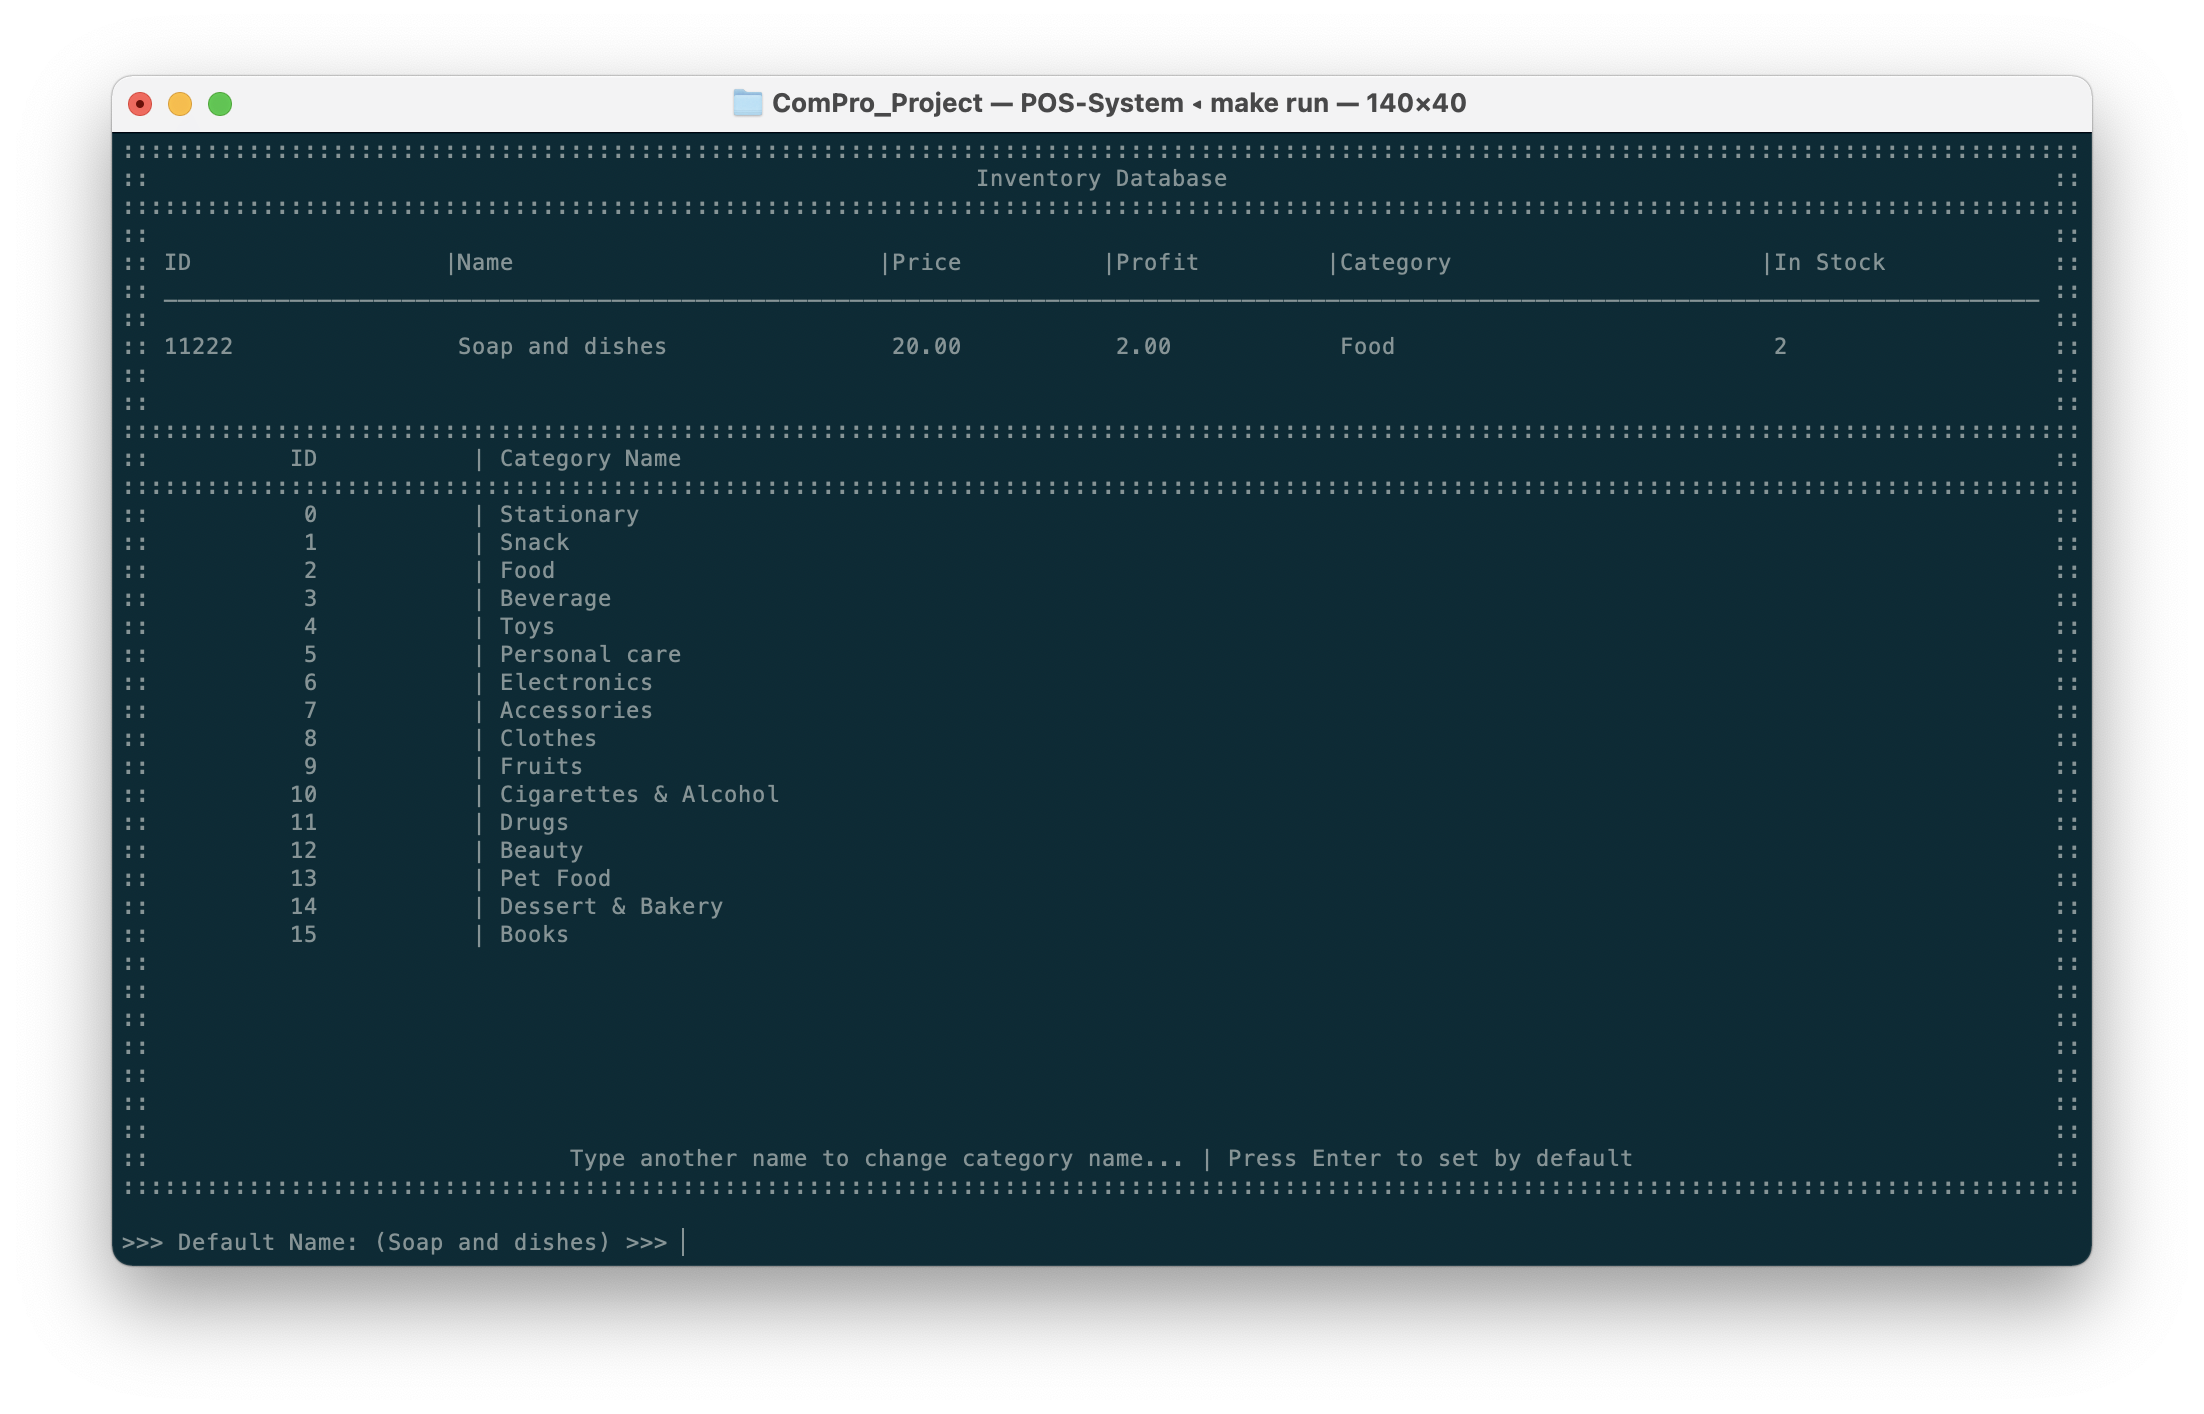 ComPro_Project — POS-System ◂ make run — 140×40
::::::::::::::::::::::::::::::::::::::::::::::::::::::::::::::::::::::::::::::::::::::::::::::::::::::::::::::::::::::::::::::::::::::::::::
:: Inventory Database ::
::::::::::::::::::::::::::::::::::::::::::::::::::::::::::::::::::::::::::::::::::::::::::::::::::::::::::::::::::::::::::::::::::::::::::::
:: ::
:: ID |Name |Price |Profit |Category |In Stock ::
:: ______________________________________________________________________________________________________________________________________ ::
:: ::
:: 11222 Soap and dishes 20.00 2.00 Food 2 ::
:: ::
:: ::
::::::::::::::::::::::::::::::::::::::::::::::::::::::::::::::::::::::::::::::::::::::::::::::::::::::::::::::::::::::::::::::::::::::::::::
:: ID | Category Name ::
::::::::::::::::::::::::::::::::::::::::::::::::::::::::::::::::::::::::::::::::::::::::::::::::::::::::::::::::::::::::::::::::::::::::::::
:: 0 | Stationary ::
:: 1 | Snack ::
:: 2 | Food ::
:: 3 | Beverage ::
:: 4 | Toys ::
:: 5 | Personal care ::
:: 6 | Electronics ::
:: 7 | Accessories ::
:: 8 | Clothes ::
:: 9 | Fruits ::
:: 10 | Cigarettes & Alcohol ::
:: 11 | Drugs ::
:: 12 | Beauty ::
:: 13 | Pet Food ::
:: 14 | Dessert & Bakery ::
:: 15 | Books ::
:: ::
:: ::
:: ::
:: ::
:: ::
:: ::
:: ::
:: Type another name to change category name... | Press Enter to set by default ::
::::::::::::::::::::::::::::::::::::::::::::::::::::::::::::::::::::::::::::::::::::::::::::::::::::::::::::::::::::::::::::::::::::::::::::
>>> Default Name: (Soap and dishes) >>>